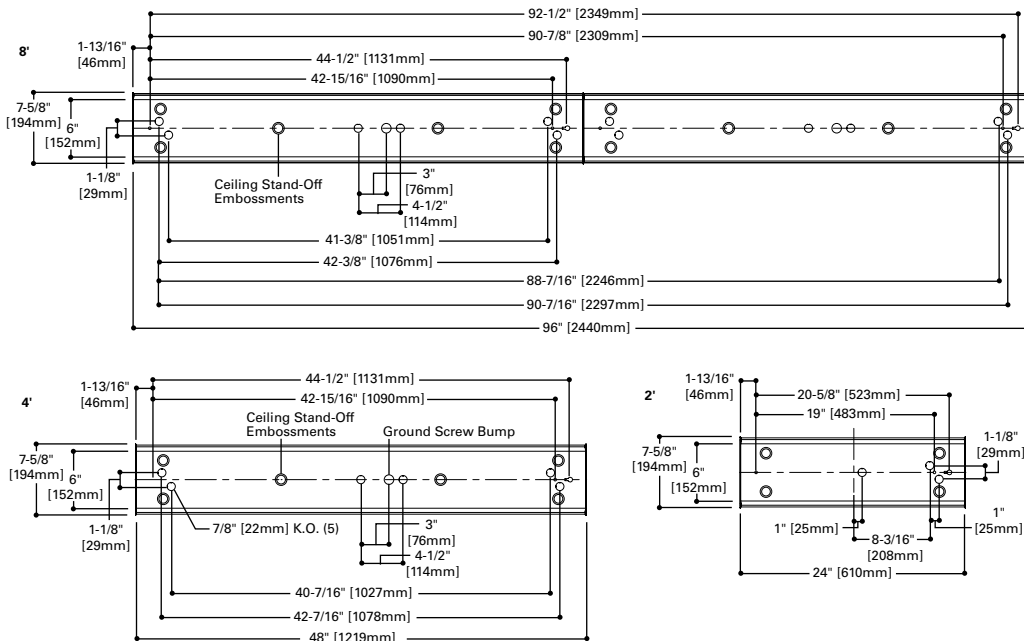 92-1/2" [2349mm]
8'
1-13/16"
[46mm]
90-7/8" [2309mm]
44-1/2" [1131mm]
42-15/16" [1090mm]
7-5/8"
[194mm]
6"
[152mm]
1-1/8"
[29mm]
Ceiling Stand-Off
Embossments
3"
[76mm]
4-1/2"
[114mm]
41-3/8" [1051mm]
42-3/8" [1076mm]
88-7/16" [2246mm]
90-7/16" [2297mm]
96" [2440mm]
4'
1-13/16"
[46mm]
44-1/2" [1131mm]
42-15/16" [1090mm]
Ceiling Stand-Off
Embossments
Ground Screw Bump
7-5/8"
[194mm]
6"
[152mm]
1-1/8"
[29mm]
7/8" [22mm] K.O. (5)
3"
[76mm]
4-1/2"
[114mm]
40-7/16" [1027mm]
42-7/16" [1078mm]
48" [1219mm]
2'
1-13/16"
[46mm]
20-5/8" [523mm]
19" [483mm]
1-1/8"
[29mm]
7-5/8"
[194mm]
6"
[152mm]
1" [25mm]
8-3/16"
[208mm]
1"
[25mm]
24" [610mm]